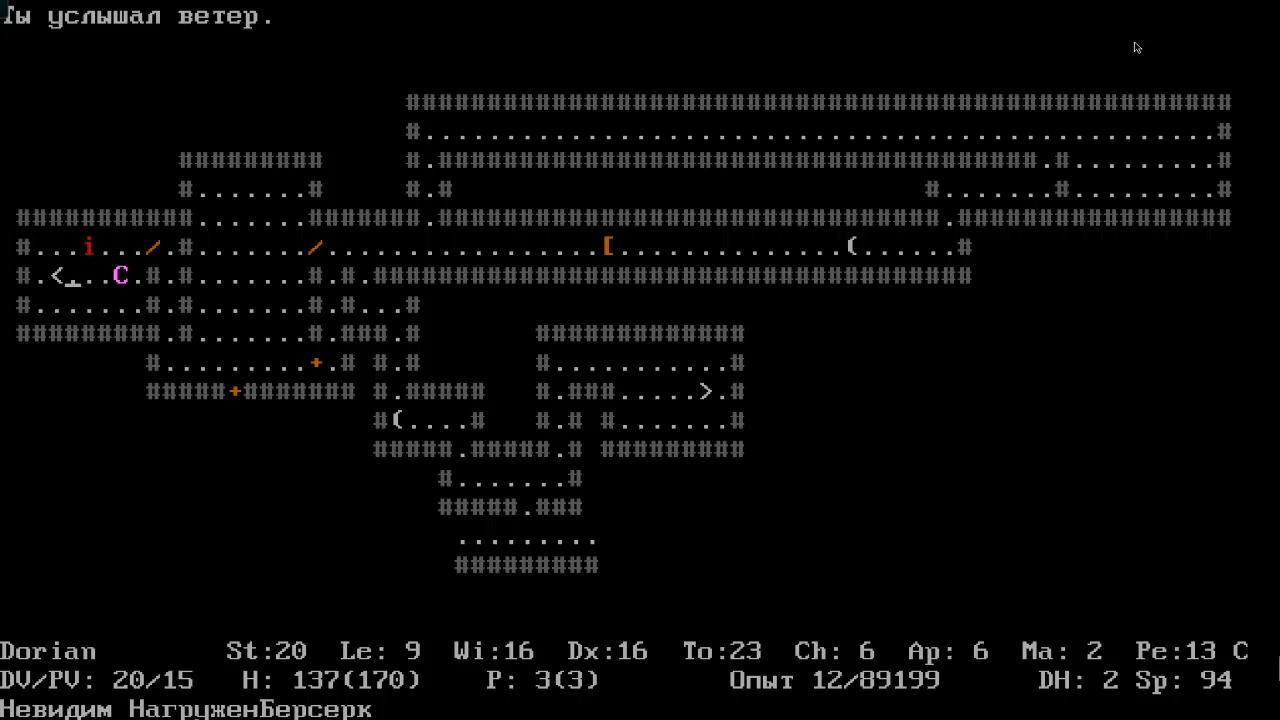 Ты услышал ветер.
Dorian St:20 Le: 9 Wi:16 Dx:16 To:23 Ch: 6 Ap: 6 Ma: 2 Pe:13 C
DV/PV: 20/15 H: 137(170) P: 3(3) Опыт 12/89199 DH: 2 Sp: 94
Невидим НагруженБерсерк